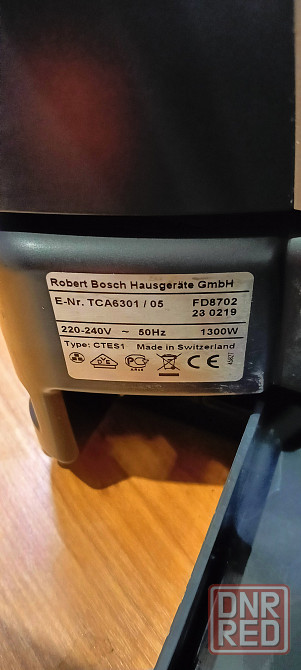 Robert Bosch Hausgeräte GmbH
E-Nr. TCA6301 / 05 FD8702
23 0219
220-240V ~ 50Hz 1300W
Type: CTES1 Made in Switzerland
CE
DNR
RED